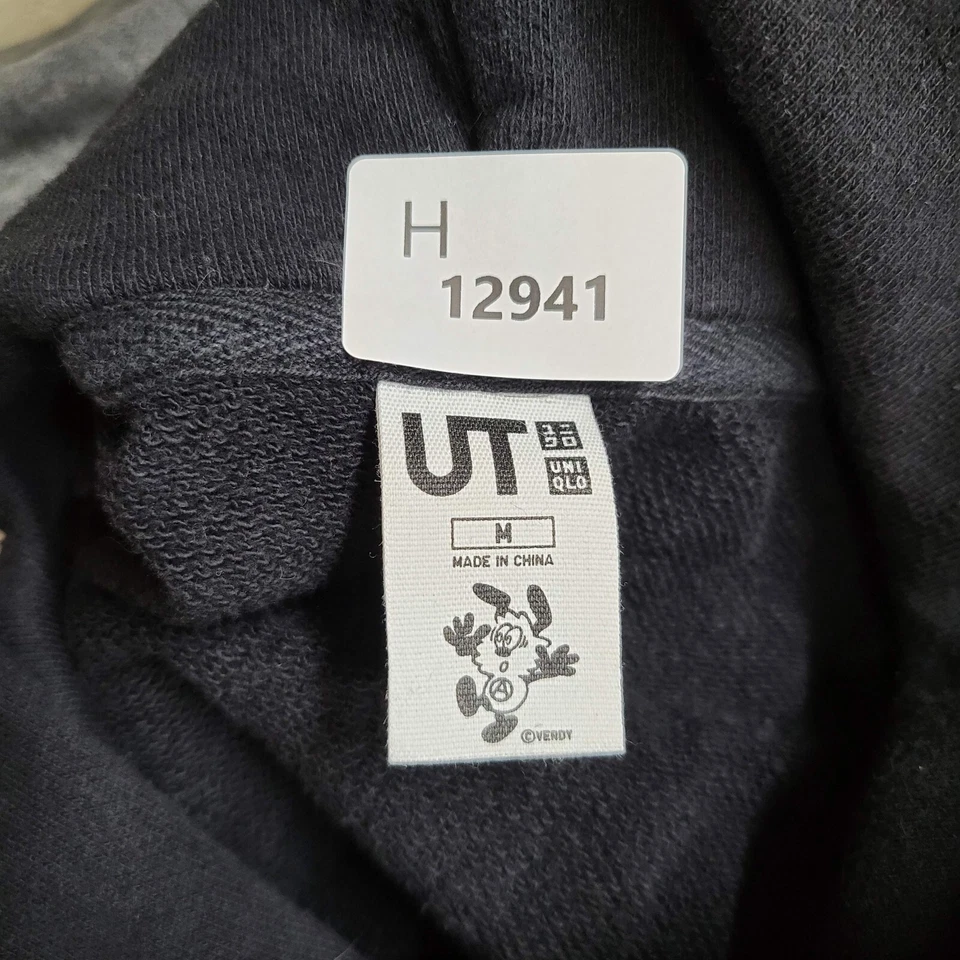 H
12941
UT
ユニ
クロ
UNI
QLO
M
MADE IN CHINA
A
©VERDY